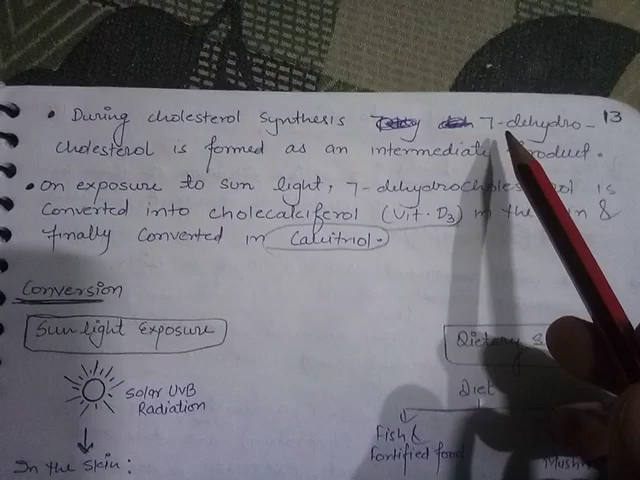 13
• During cholesterol synthesis 7-dehydro-
cholesterol is formed as an intermediate product.
• On exposure to sun light, 7-dehydrocholesterol is
converted into cholecalciferol (Vit. D3) in the skin &
finally converted in Calcitriol.
Conversion
Sun light Exposure
Dietary
Solar UVB
Radiation
Diet
Fish &
Fortified food
In the skin: